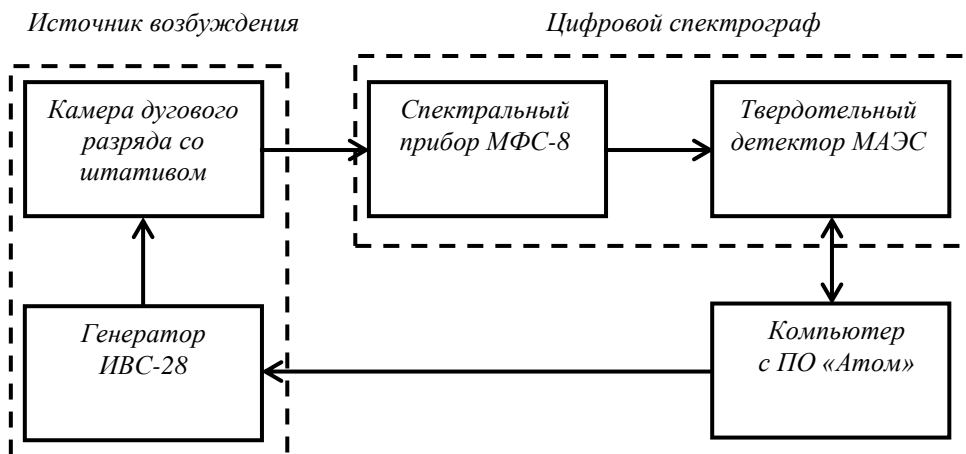 Источник возбуждения
Цифровой спектрограф
Камера дугового
разряда со
штативом
Спектральный
прибор МФС-8
Твердотельный
детектор МАЭС
Генератор
ИВС-28
Компьютер
с ПО «Атом»